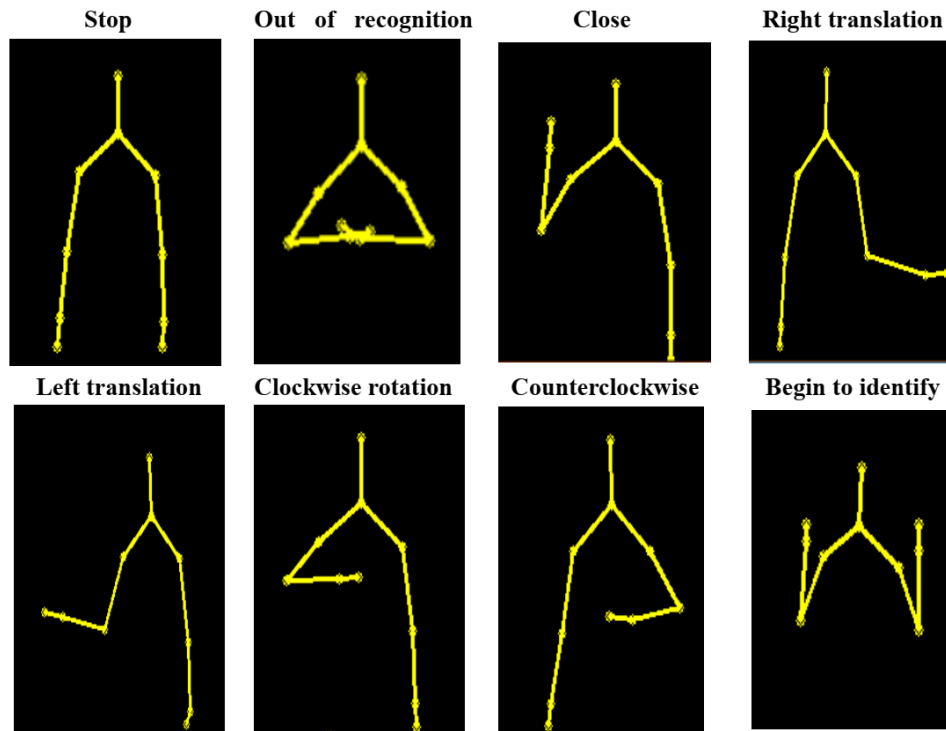 Stop
Out of recognition
Close
Right translation
Left translation
Clockwise rotation
Counterclockwise
Begin to identify